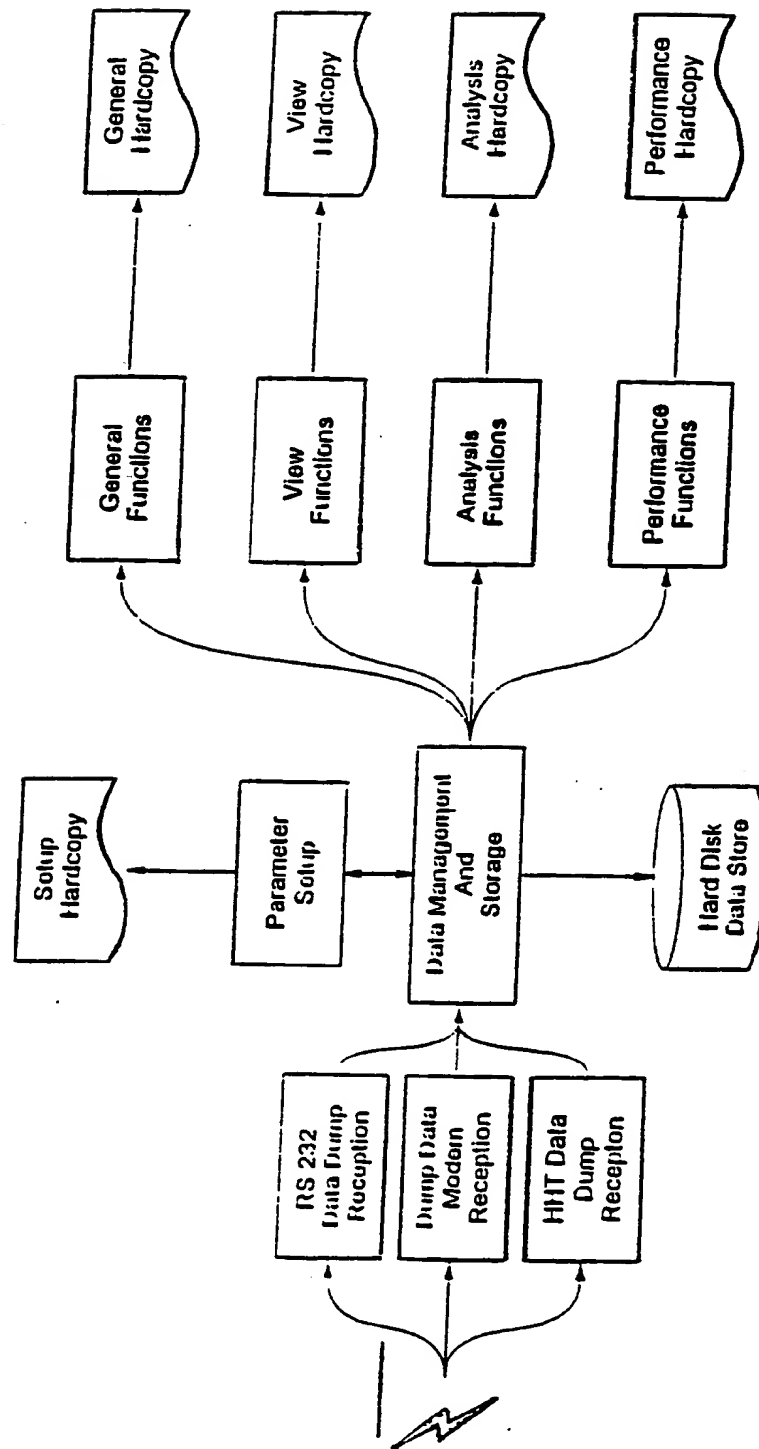 RS 232
Data Dump
Reception
Dump Data
Modem
Reception
HHT Data
Dump
Recepton
Setup
Hardcopy
Parameter
Setup
Data Management
And
Storage
Hard Disk
Data Store
General
Functions
View
Functions
Analysis
Functions
Performance
Functions
General
Hardcopy
View
Hardcopy
Analysis
Hardcopy
Performance
Hardcopy